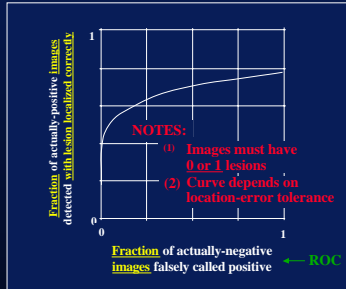 Fraction of actually-positive images
detected with lesion localized correctly
1
0
0
1
NOTES:
(1) Images must have
0 or 1 lesions
(2) Curve depends on
location-error tolerance
Fraction of actually-negative
images falsely called positive
← ROC